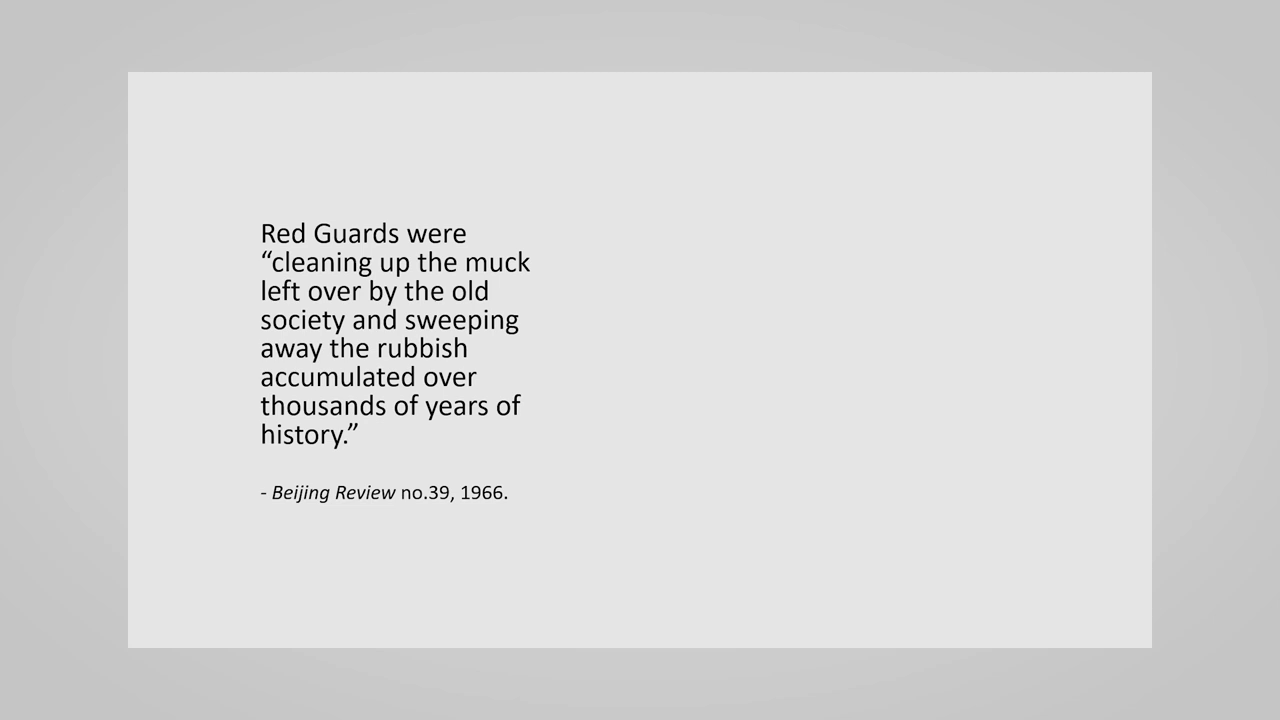 Red Guards were
“cleaning up the muck
left over by the old
society and sweeping
away the rubbish
accumulated over
thousands of years of
history.”
- Beijing Review no.39, 1966.